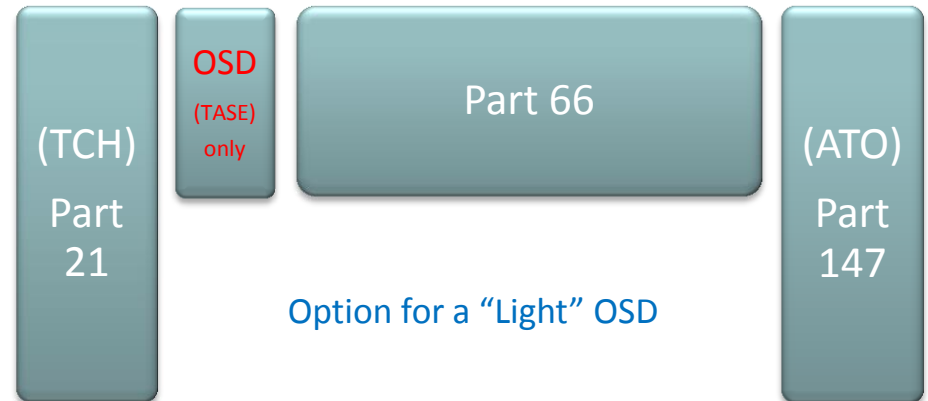 (TCH)
Part
21
OSD
(TASE)
only
Part 66
(ATO)
Part
147
Option for a “Light” OSD